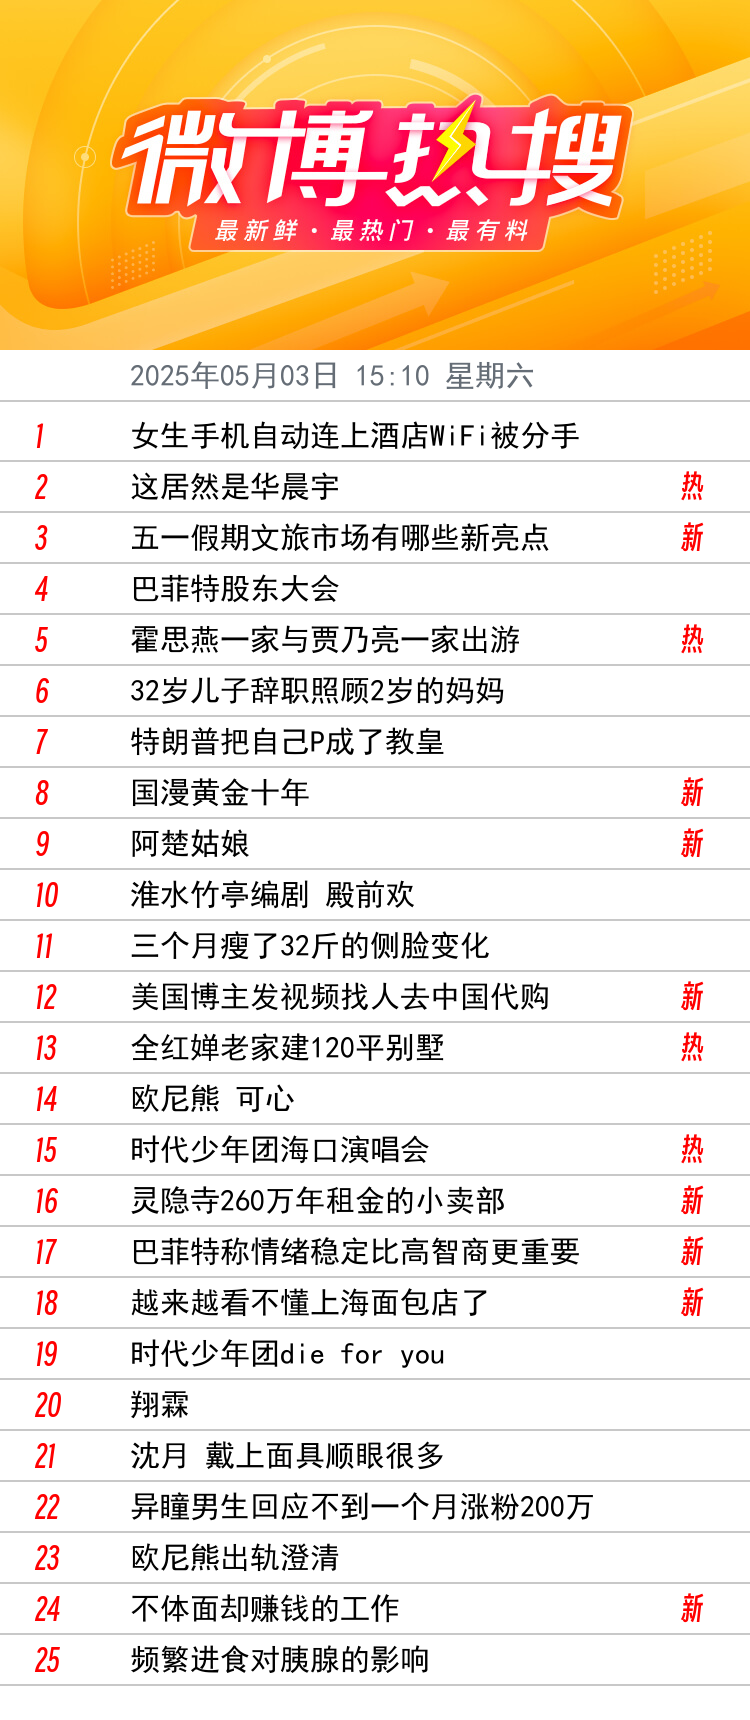 微博热搜
最新鲜·最热门·最有料
2025年05月03日 15:10 星期六
1 女生手机自动连上酒店WiFi被分手
2 这居然是华晨宇 热
3 五一假期文旅市场有哪些新亮点 新
4 巴菲特股东大会
5 霍思燕一家与贾乃亮一家出游 热
6 32岁儿子辞职照顾2岁的妈妈
7 特朗普把自己P成了教皇
8 国漫黄金十年 新
9 阿楚姑娘 新
10 淮水竹亭编剧 殿前欢
11 三个月瘦了32斤的侧脸变化
12 美国博主发视频找人去中国代购 新
13 全红婵老家建120平别墅 热
14 欧尼熊 可心
15 时代少年团海口演唱会 热
16 灵隐寺260万年租金的小卖部 新
17 巴菲特称情绪稳定比高智商更重要 新
18 越来越看不懂上海面包店了 新
19 时代少年团die for you
20 翔霖
21 沈月 戴上面具顺眼很多
22 异瞳男生回应不到一个月涨粉200万
23 欧尼熊出轨澄清
24 不体面却赚钱的工作 新
25 频繁进食对胰腺的影响